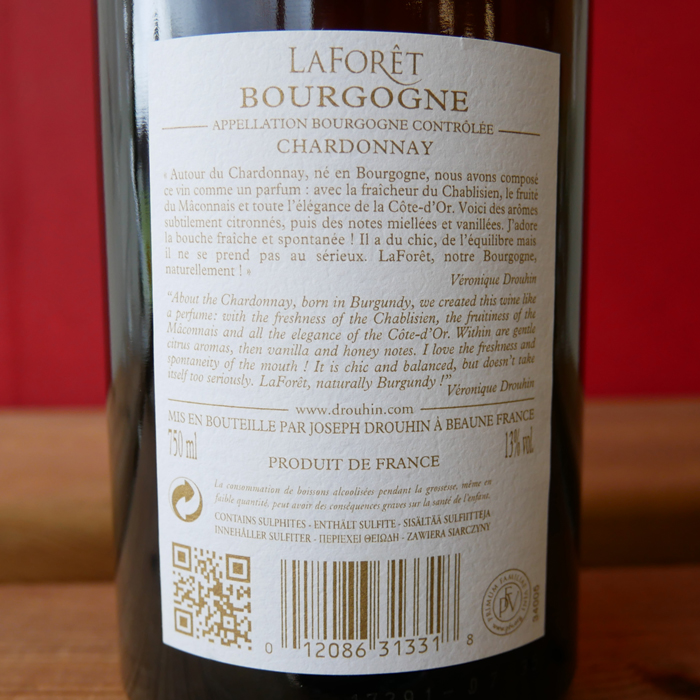 LAFORÊT
BOURGOGNE
APPELLATION BOURGOGNE CONTRÔLÉE
CHARDONNAY
« Autour du Chardonnay, né en Bourgogne, nous avons composé
ce vin comme un parfum : avec la fraîcheur du Chablisien, le fruité
du Mâconnais et toute l'élégance de la Côte-d'Or. Voici des arômes
subtilement citronnés, puis des notes miellées et vanillées. J'adore
la bouche fraîche et spontanée ! Il a du chic, de l'équilibre mais
il ne se prend pas au sérieux. LaForêt, notre Bourgogne,
naturellement ! »
Véronique Drouhin
"About the Chardonnay, born in Burgundy, we created this wine like
a perfume: with the freshness of the Chablisien, the fruitiness of the
Mâconnais and all the elegance of the Côte-d'Or. Within are gentle
citrus aromas, then vanilla and honey notes. I love the freshness and
spontaneity of the mouth ! It is chic and balanced, but doesn't take
itself too seriously. LaForêt, naturally Burgundy !"
Véronique Drouhin
www.drouhin.com
MIS EN BOUTEILLE PAR JOSEPH DROUHIN À BEAUNE FRANCE
750 ml 13% vol.
PRODUIT DE FRANCE
La consommation de boissons alcoolisées pendant la grossesse, même en
faible quantité, peut avoir des conséquences graves sur la santé de l'enfant.
CONTAINS SULPHITES - ENTHÄLT SULFITE - SISÄLTÄÄ SULFIITTEJA
INNEHÅLLER SULFITER - ΠΕΡΙΕΧΕΙ ΘΕΙΩΔΗ - ZAWIERA SIARCZYNY
0 12086 31331 8